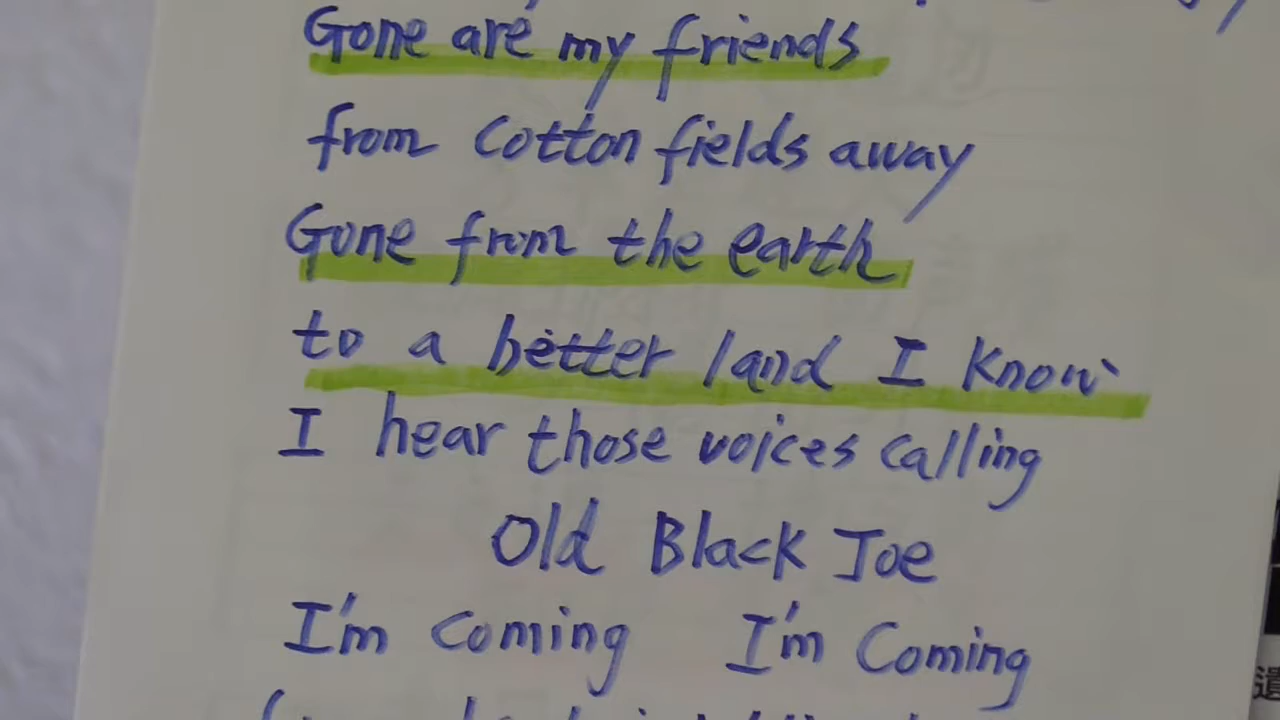 Gone are my friends
from cotton fields away
Gone from the earth
to a better land I know
I hear those voices calling
Old Black Joe
I'm coming I'm Coming
遺